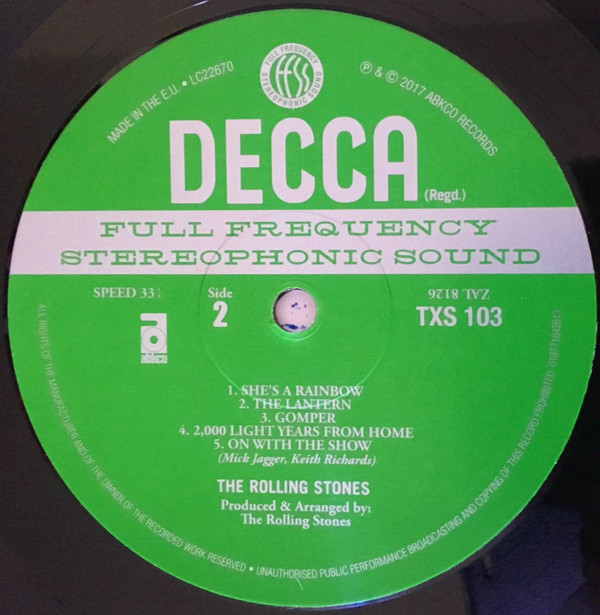 FULL FREQUENCY
ffss
STEREOPHONIC SOUND
MADE IN THE E.U. • LC22670
℗ & © 2017 ABKCO RECORDS
DECCA
(Regd.)
FULL FREQUENCY
STEREOPHONIC SOUND
SPEED 33⅓
Side
2
ZAL 8126
TXS 103
1. SHE'S A RAINBOW
2. THE LANTERN
3. GOMPER
4. 2,000 LIGHT YEARS FROM HOME
5. ON WITH THE SHOW
(Mick Jagger, Keith Richards)
THE ROLLING STONES
Produced & Arranged by:
The Rolling Stones
ALL RIGHTS OF THE MANUFACTURER AND OF THE OWNER OF THE RECORDED WORK RESERVED • UNAUTHORISED PUBLIC PERFORMANCE BROADCASTING AND COPYING OF THIS RECORD PROHIBITED